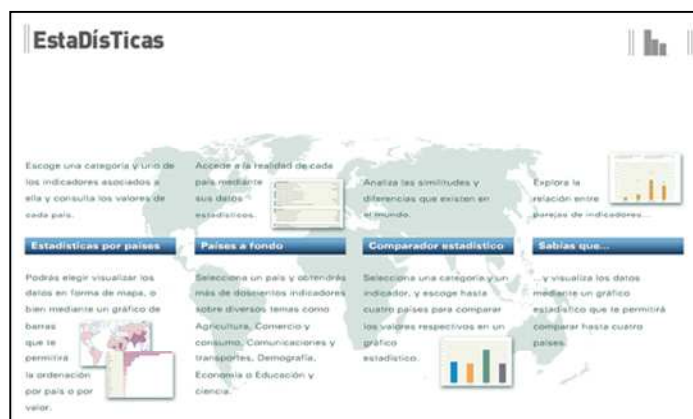 EstaDísTicas
Escoge una categoría y uno de
los indicadores asociados a
ella y consulta los valores de
cada país.
Accede a la realidad de cada
país mediante
sus datos
estadísticos.
Analiza las similitudes y
diferencias que existen en
el mundo.
Explora la
relación entre
parejas de indicadores...
Estadísticas por países
Países a fondo
Comparador estadístico
Sabías que...
Podrás elegir visualizar los
datos en forma de mapa, o
bien mediante un gráfico de
barras
que te
permitirá
la ordenación
por país o por
valor.
Selecciona un país y obtendrás
más de doscientos indicadores
sobre diversos temas como
Agricultura, Comercio y
consumo, Comunicaciones y
transportes, Demografía,
Economía o Educación y
ciencia.
Selecciona una categoría y un
indicador, y escoge hasta
cuatro países para comparar
los valores respectivos en un
gráfico
estadístico.
...y visualiza los datos
mediante un gráfico
estadístico que te permitirá
comparar hasta cuatro
países.